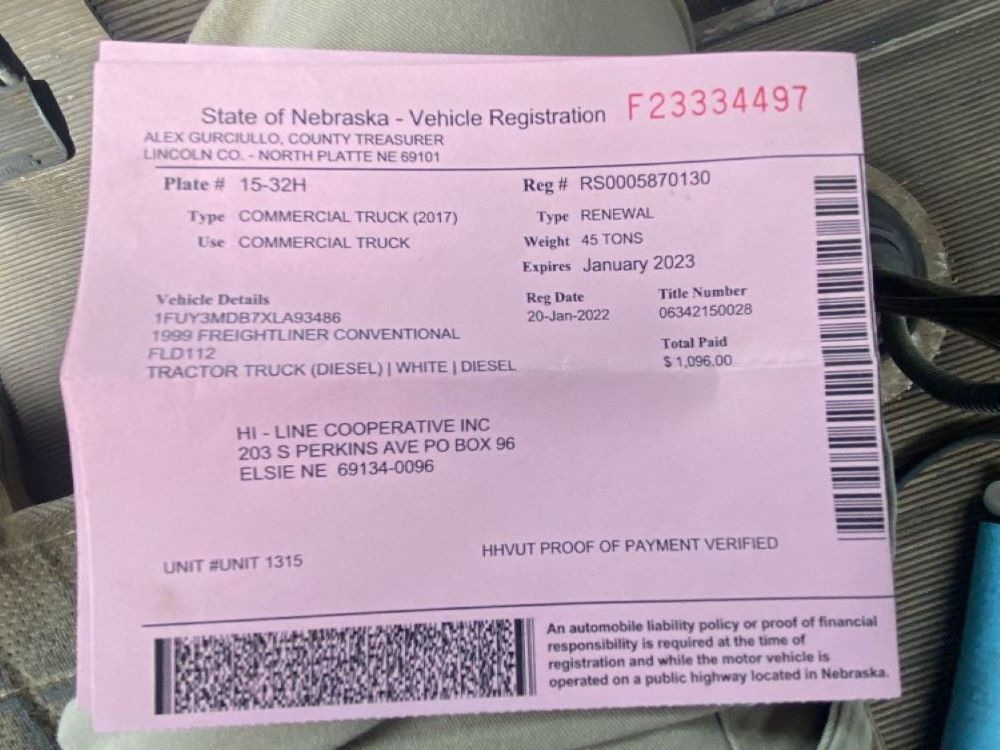 State of Nebraska - Vehicle Registration F23334497
ALEX GURCIULLO, COUNTY TREASURER
LINCOLN CO. - NORTH PLATTE NE 69101
Plate # 15-32H Reg # RS0005870130
Type COMMERCIAL TRUCK (2017) Type RENEWAL
Use COMMERCIAL TRUCK Weight 45 TONS
Expires January 2023
Vehicle Details Reg Date Title Number
1FUY3MDB7XLA93486 20-Jan-2022 06342150028
1999 FREIGHTLINER CONVENTIONAL
FLD112 Total Paid
TRACTOR TRUCK (DIESEL) | WHITE | DIESEL $ 1,096.00
HI - LINE COOPERATIVE INC
203 S PERKINS AVE PO BOX 96
ELSIE NE 69134-0096
UNIT #UNIT 1315 HHVUT PROOF OF PAYMENT VERIFIED
An automobile liability policy or proof of financial
responsibility is required at the time of
registration and while the motor vehicle is
operated on a public highway located in Nebraska.